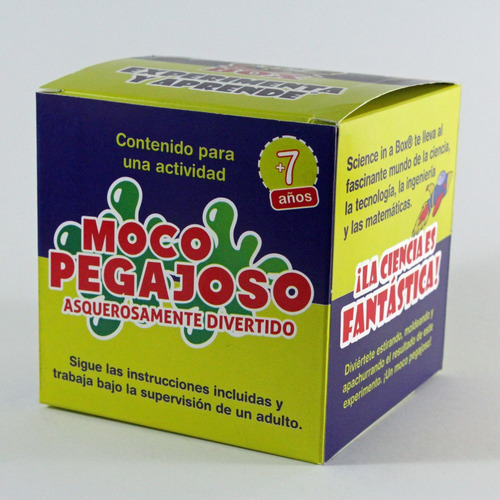 BOX
EXPERIMENTA
Y APRENDE
Contenido para
una actividad
+7
años
MOCO
PEGAJOSO
ASQUEROSAMENTE DIVERTIDO
Sigue las instrucciones incluidas y
trabaja bajo la supervisión de un adulto.
Science in a Box® te lleva al
fascinante mundo de la ciencia,
la tecnología, la ingeniería
y las matemáticas.
¡LA CIENCIA ES
FANTÁSTICA!
Diviértete estirando, moldeando y
apachurrando el resultado de este
experimento. ¡Un moco pegajoso!